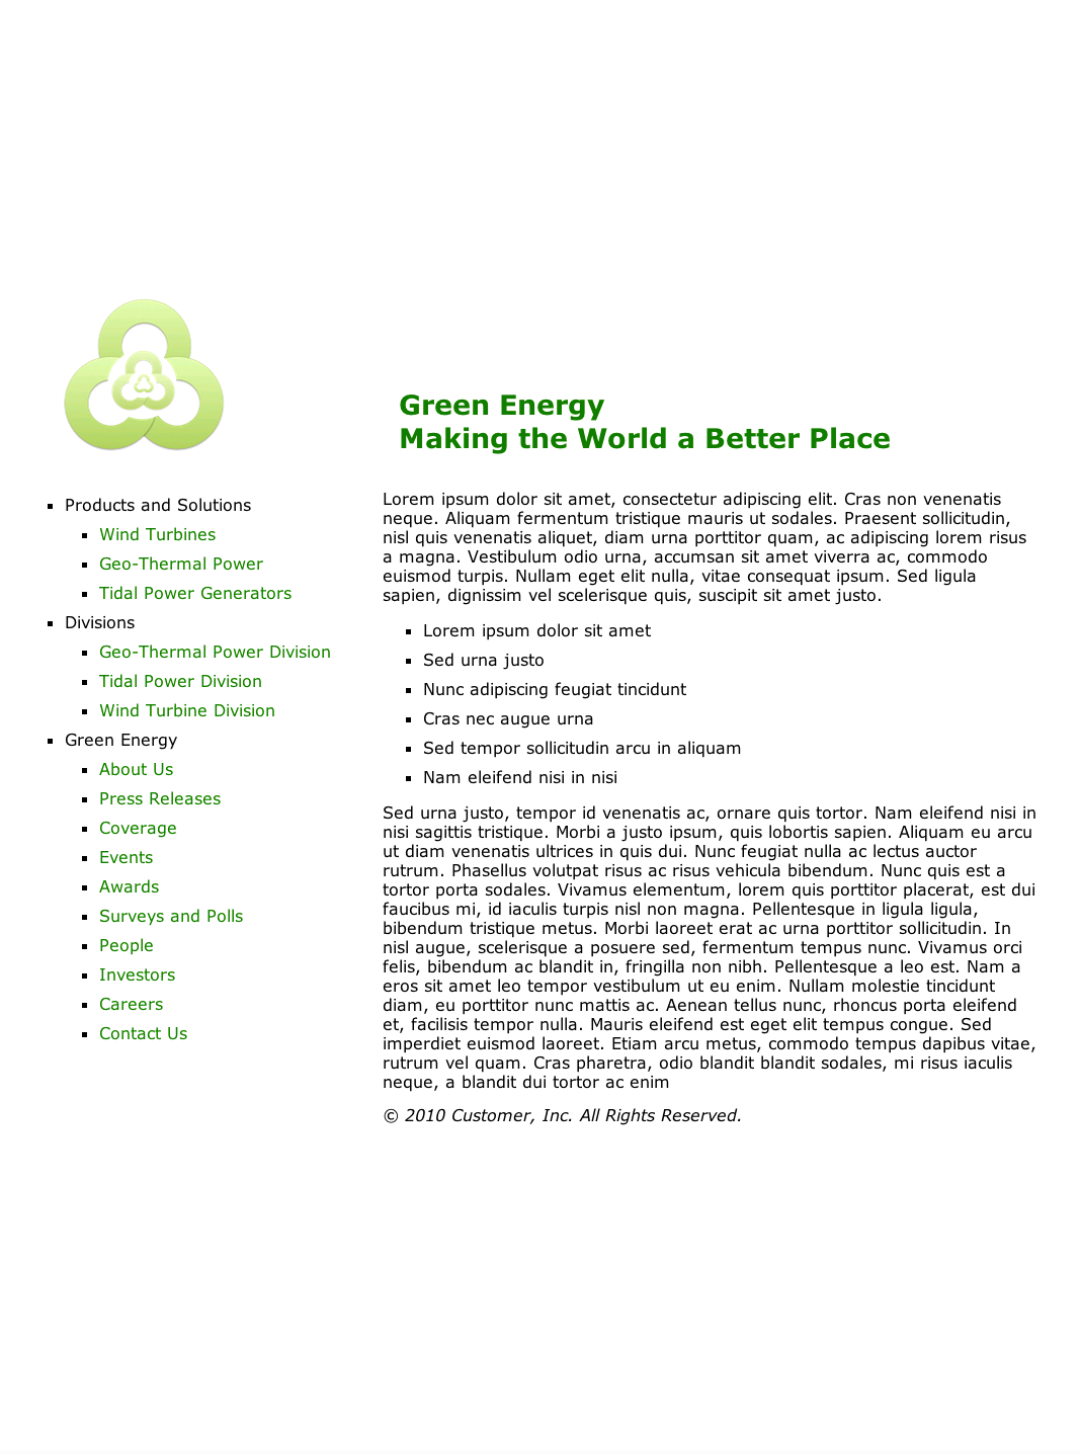 Green Energy
Making the World a Better Place
Products and Solutions
Wind Turbines
Geo-Thermal Power
Tidal Power Generators
Divisions
Geo-Thermal Power Division
Tidal Power Division
Wind Turbine Division
Green Energy
About Us
Press Releases
Coverage
Events
Awards
Surveys and Polls
People
Investors
Careers
Contact Us
Lorem ipsum dolor sit amet, consectetur adipiscing elit. Cras non venenatis
neque. Aliquam fermentum tristique mauris ut sodales. Praesent sollicitudin,
nisl quis venenatis aliquet, diam urna porttitor quam, ac adipiscing lorem risus
a magna. Vestibulum odio urna, accumsan sit amet viverra ac, commodo
euismod turpis. Nullam eget elit nulla, vitae consequat ipsum. Sed ligula
sapien, dignissim vel scelerisque quis, suscipit sit amet justo.
Lorem ipsum dolor sit amet
Sed urna justo
Nunc adipiscing feugiat tincidunt
Cras nec augue urna
Sed tempor sollicitudin arcu in aliquam
Nam eleifend nisi in nisi
Sed urna justo, tempor id venenatis ac, ornare quis tortor. Nam eleifend nisi in
nisi sagittis tristique. Morbi a justo ipsum, quis lobortis sapien. Aliquam eu arcu
ut diam venenatis ultrices in quis dui. Nunc feugiat nulla ac lectus auctor
rutrum. Phasellus volutpat risus ac risus vehicula bibendum. Nunc quis est a
tortor porta sodales. Vivamus elementum, lorem quis porttitor placerat, est dui
faucibus mi, id iaculis turpis nisl non magna. Pellentesque in ligula ligula,
bibendum tristique metus. Morbi laoreet erat ac urna porttitor sollicitudin. In
nisl augue, scelerisque a posuere sed, fermentum tempus nunc. Vivamus orci
felis, bibendum ac blandit in, fringilla non nibh. Pellentesque a leo est. Nam a
eros sit amet leo tempor vestibulum ut eu enim. Nullam molestie tincidunt
diam, eu porttitor nunc mattis ac. Aenean tellus nunc, rhoncus porta eleifend
et, facilisis tempor nulla. Mauris eleifend est eget elit tempus congue. Sed
imperdiet euismod laoreet. Etiam arcu metus, commodo tempus dapibus vitae,
rutrum vel quam. Cras pharetra, odio blandit blandit sodales, mi risus iaculis
neque, a blandit dui tortor ac enim
© 2010 Customer, Inc. All Rights Reserved.